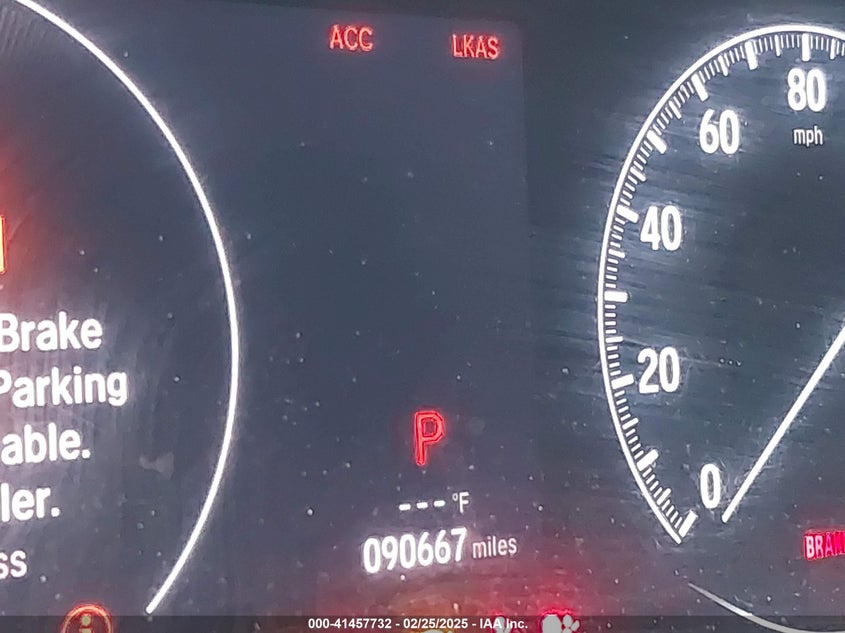 ACC LKAS
80
60 mph
40
Brake
Parking
able.
20
P
ler.
0
--- °F
090667 miles
ss
000-41457732 - 02/25/2025 - IAA Inc.